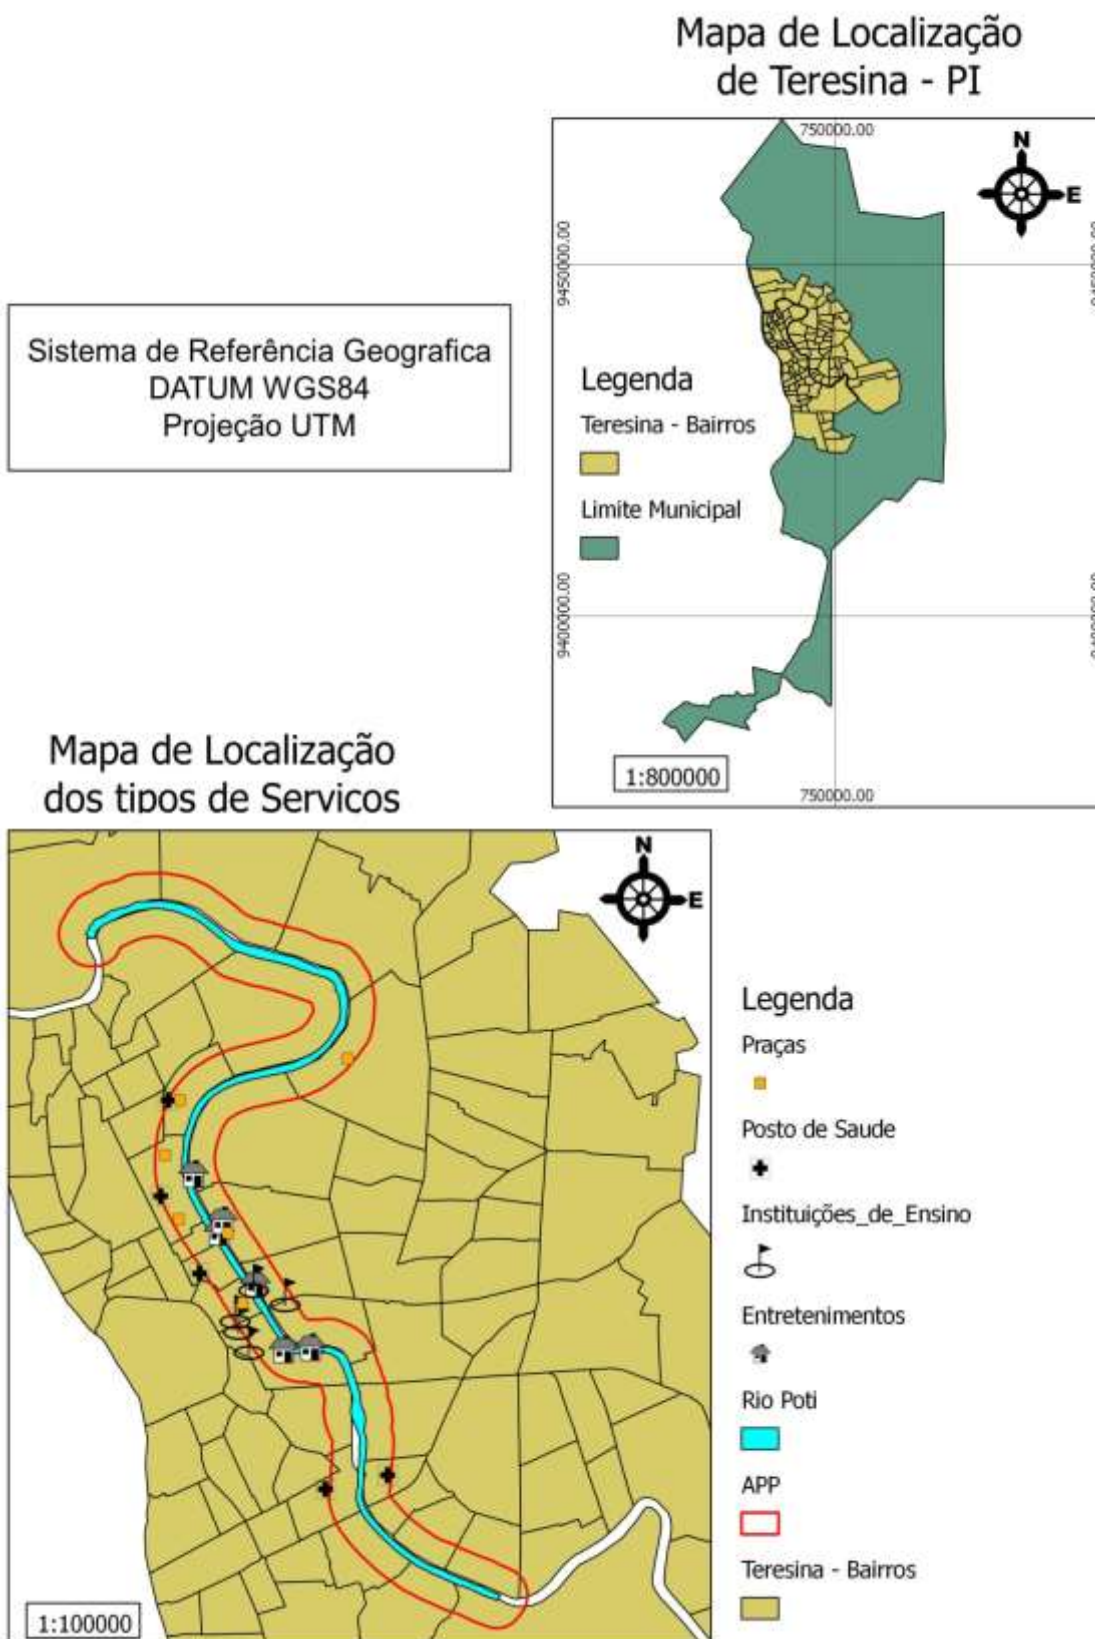 Mapa de Localização
de Teresina - PI
750000.00
N
E
9450000.00
Legenda
Teresina - Bairros
Limite Municipal
9400000.00
1:800000
750000.00
Sistema de Referência Geografica
DATUM WGS84
Projeção UTM
Mapa de Localização
dos tipos de Servicos
N
E
1:100000
Legenda
Praças
Posto de Saude
Instituições_de_Ensino
Entretenimentos
Rio Poti
APP
Teresina - Bairros